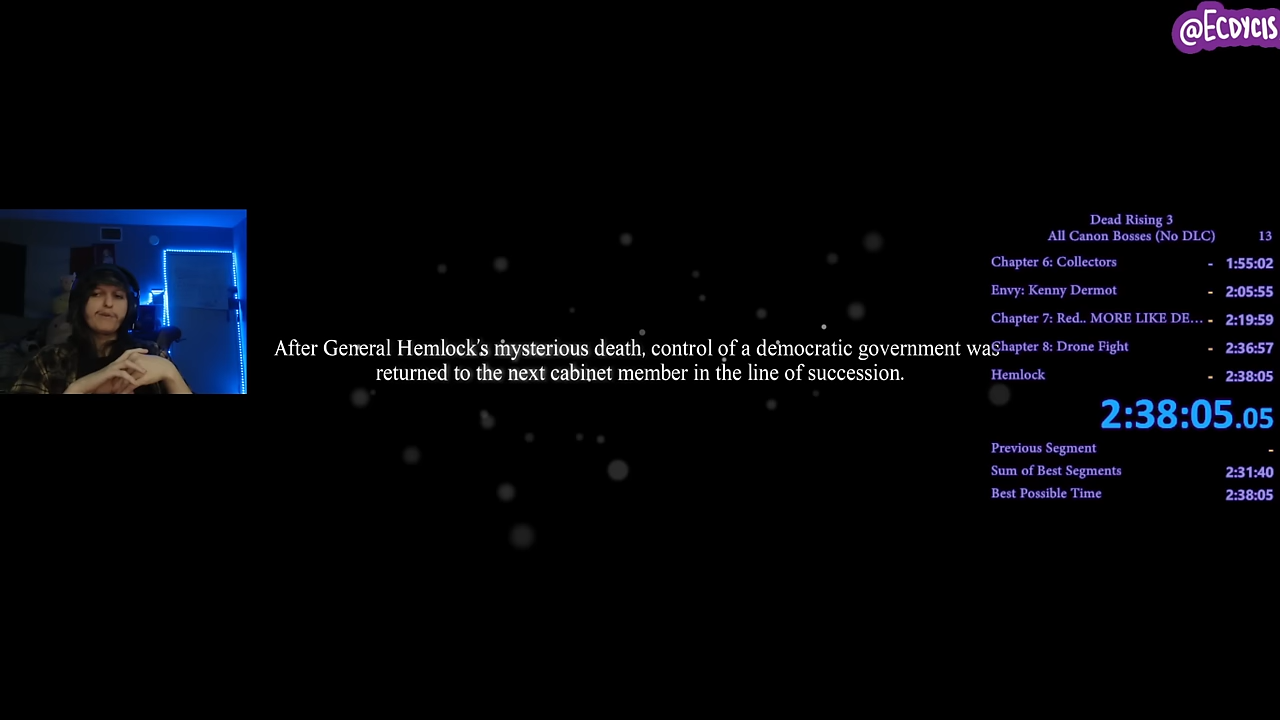 @ECDYCIS
Dead Rising 3
All Canon Bosses (No DLC) 13
Chapter 6: Collectors - 1:55:02
Envy: Kenny Dermot - 2:05:55
Chapter 7: Red.. MORE LIKE DE... - 2:19:59
Chapter 8: Drone Fight - 2:36:57
Hemlock - 2:38:05
2:38:05.05
Previous Segment -
Sum of Best Segments 2:31:40
Best Possible Time 2:38:05
After General Hemlock's mysterious death, control of a democratic government was
returned to the next cabinet member in the line of succession.